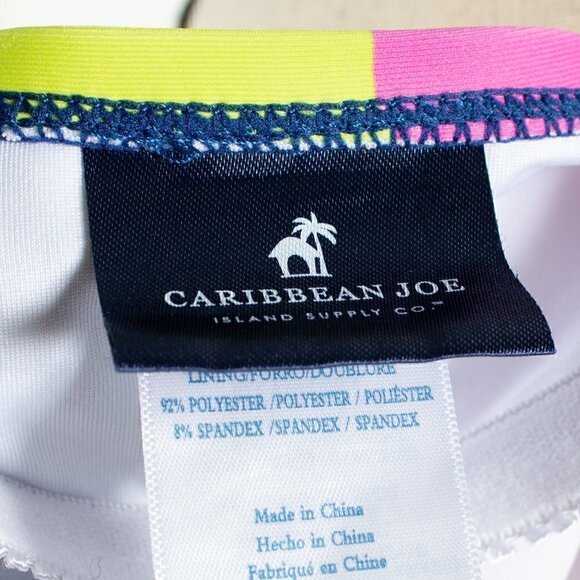 CARIBBEAN JOE
ISLAND SUPPLY CO.™
LINING/FORRO/DOUBLURE
92% POLYESTER /POLYESTER / POLIÉSTER
8% SPANDEX /SPANDEX / SPANDEX
Made in China
Hecho in China
Fabriqué en Chine